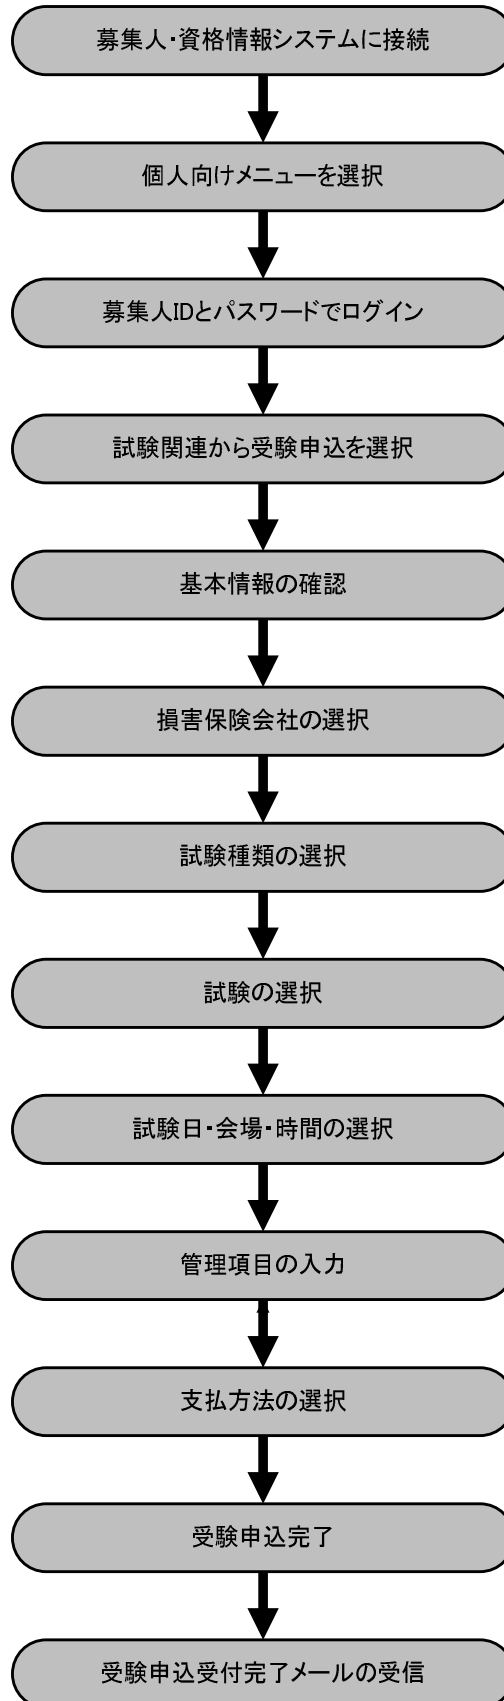 募集人・資格情報システムに接続
個人向けメニューを選択
募集人IDとパスワードでログイン
試験関連から受験申込を選択
基本情報の確認
損害保険会社の選択
試験種類の選択
試験の選択
試験日・会場・時間の選択
管理項目の入力
支払方法の選択
受験申込完了
受験申込受付完了メールの受信